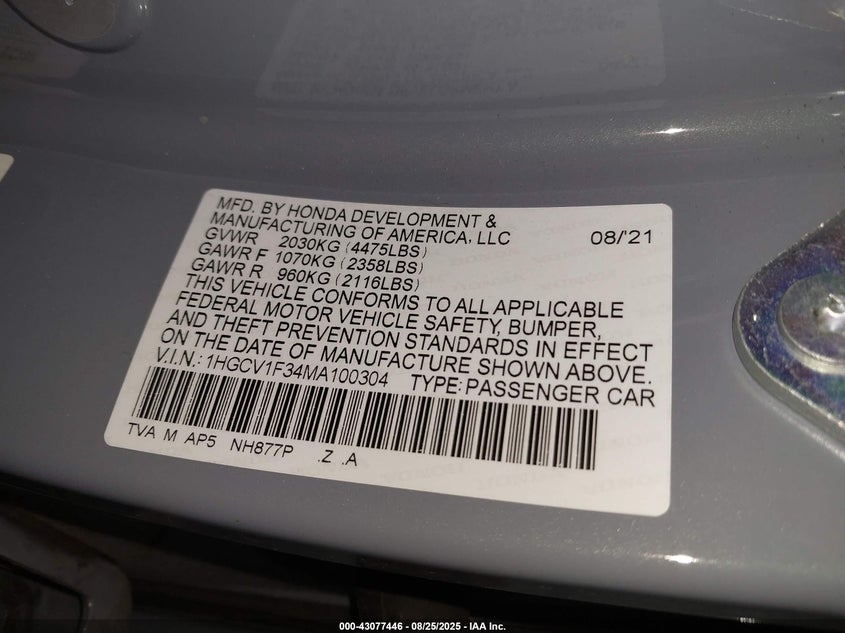 MFD. BY HONDA DEVELOPMENT &
MANUFACTURING OF AMERICA, LLC 08/'21
GVWR 2030KG (4475LBS)
GAWR F 1070KG (2358LBS)
GAWR R 960KG (2116LBS)
THIS VEHICLE CONFORMS TO ALL APPLICABLE
FEDERAL MOTOR VEHICLE SAFETY, BUMPER,
AND THEFT PREVENTION STANDARDS IN EFFECT
ON THE DATE OF MANUFACTURE SHOWN ABOVE.
V.I.N.: 1HGCV1F34MA100304 TYPE: PASSENGER CAR
TVA M AP5 NH877P .Z .A
000-43077446 - 08/25/2025 - IAA Inc.